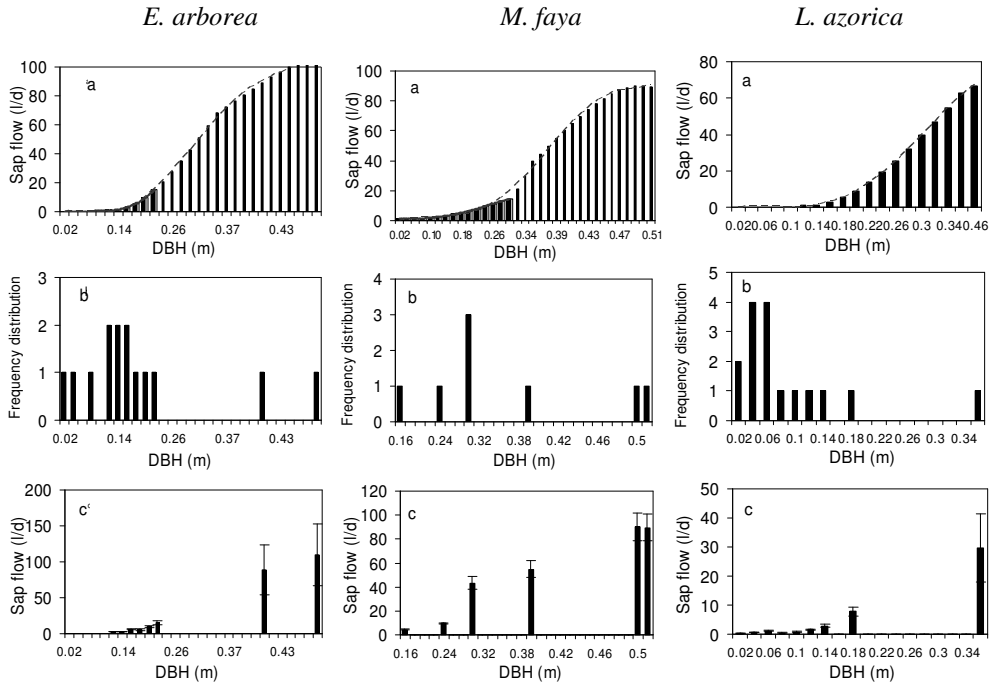 E. arborea
M. faya
L. azorica
a
Sap flow (l/d)
100
80
60
40
20
0
0.02 0.14 0.26 0.37 0.43
DBH (m)
a
Sap flow (l/d)
100
80
60
40
20
0
0.02 0.10 0.18 0.26 0.34 0.39 0.43 0.47 0.51
DBH (m)
a
Sap flow (l/d)
80
60
40
20
0
0.02 0.06 0.1 0.14 0.18 0.22 0.26 0.3 0.34 0.46
DBH (m)
b
Frequency distribution
3
2
1
0
0.02 0.14 0.26 0.37 0.43
DBH (m)
b
Frequency distribution
4
3
2
1
0
0.16 0.24 0.32 0.38 0.42 0.46 0.5
DBH (m)
b
Frequency distribution
5
4
3
2
1
0
0.02 0.06 0.1 0.14 0.18 0.22 0.26 0.3 0.34
DBH (m)
c
Sap flow (l/d)
200
150
100
50
0
0.02 0.14 0.26 0.37 0.43
DBH (m)
c
Sap flow (l/d)
120
100
80
60
40
20
0
0.16 0.24 0.32 0.38 0.42 0.46 0.5
DBH (m)
c
Sap flow (l/d)
50
40
30
20
10
0
0.02 0.06 0.1 0.14 0.18 0.22 0.26 0.3 0.34
DBH (m)